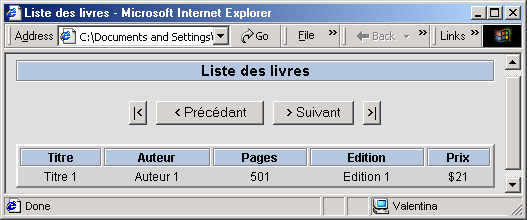 Liste des livres - Microsoft Internet Explorer
Address C:\Documents and Settings\ Go File Back » Links »
Liste des livres
|< < Précédant > Suivant >|
Titre Auteur Pages Edition Prix
Titre 1 Auteur 1 501 Edition 1 $21
Done Valentina